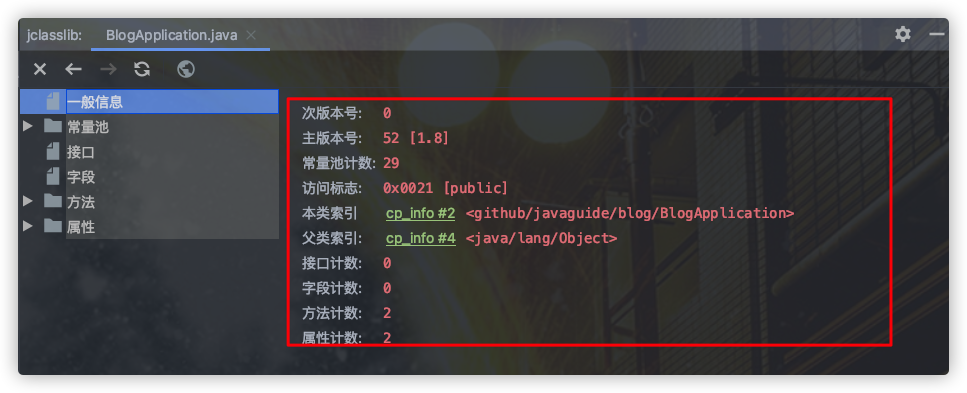 jclasslib: BlogApplication.java
一般信息
常量池
接口
字段
方法
属性
次版本号: 0
主版本号: 52 [1.8]
常量池计数: 29
访问标志: 0x0021 [public]
本类索引 cp_info #2 <github/javaguide/blog/BlogApplication>
父类索引: cp_info #4 <java/lang/Object>
接口计数: 0
字段计数: 0
方法计数: 2
属性计数: 2